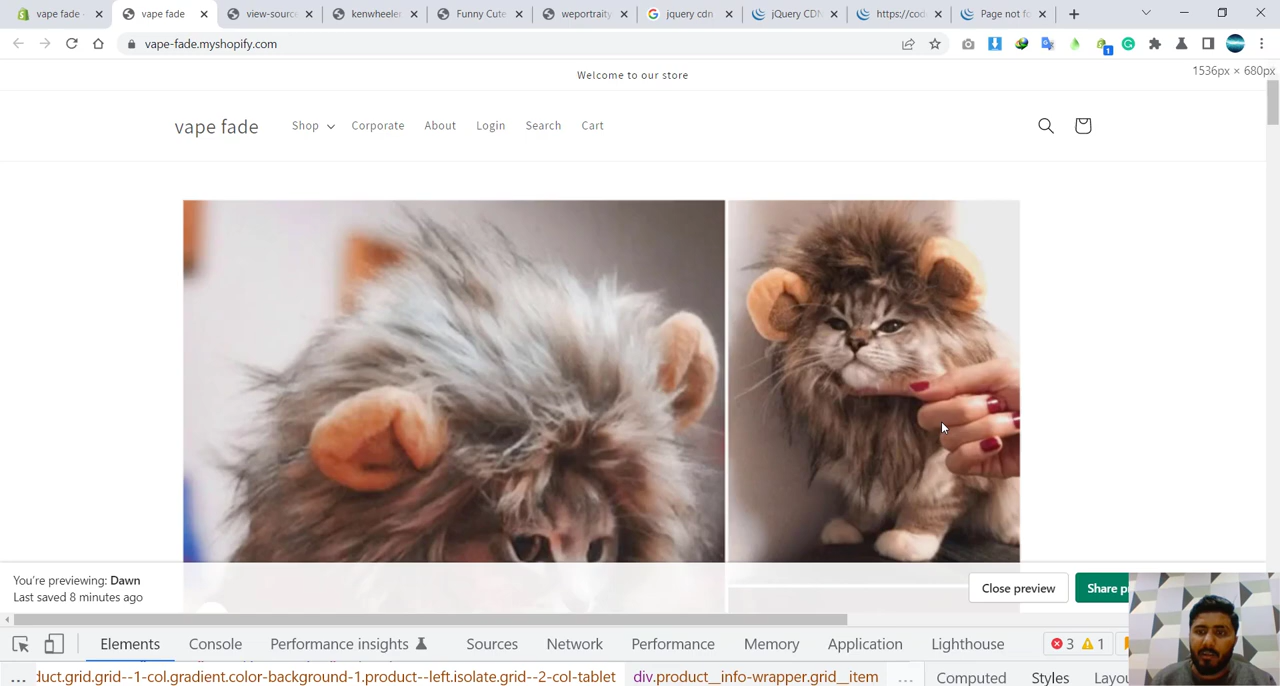 vape fade - vape fade view-source kenwheeler Funny Cute weportraity jquery cdn jQuery CDN https://cod Page not fo
vape-fade.myshopify.com
1
Welcome to our store
1536px × 680px
vape fade Shop Corporate About Login Search Cart
You're previewing: Dawn
Last saved 8 minutes ago
Close preview Share pr
Elements Console Performance insights Sources Network Performance Memory Application Lighthouse 3 1
... duct.grid.grid--1-col.gradient.color-background-1.product--left.isolate.grid--2-col-tablet div.product__info-wrapper.grid__item ... Computed Styles Layou